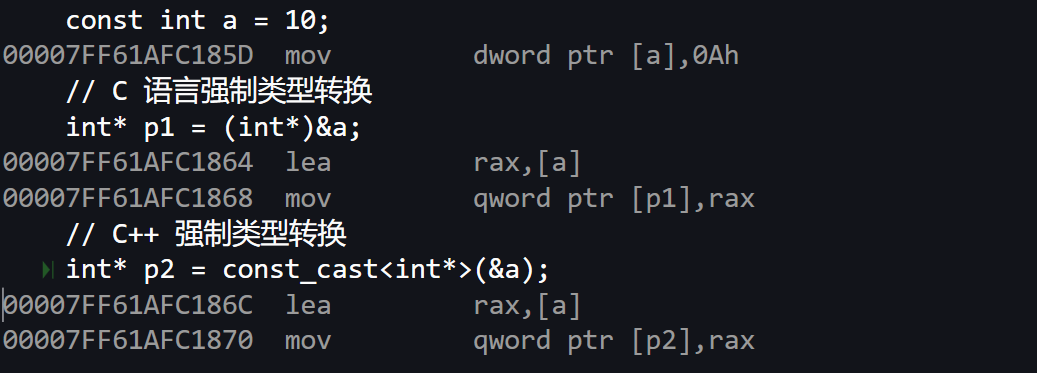 const int a = 10;
00007FF61AFC185D mov dword ptr [a],0Ah
// C 语言强制类型转换
int* p1 = (int*)&a;
00007FF61AFC1864 lea rax,[a]
00007FF61AFC1868 mov qword ptr [p1],rax
// C++ 强制类型转换
int* p2 = const_cast<int*>(&a);
00007FF61AFC186C lea rax,[a]
00007FF61AFC1870 mov qword ptr [p2],rax